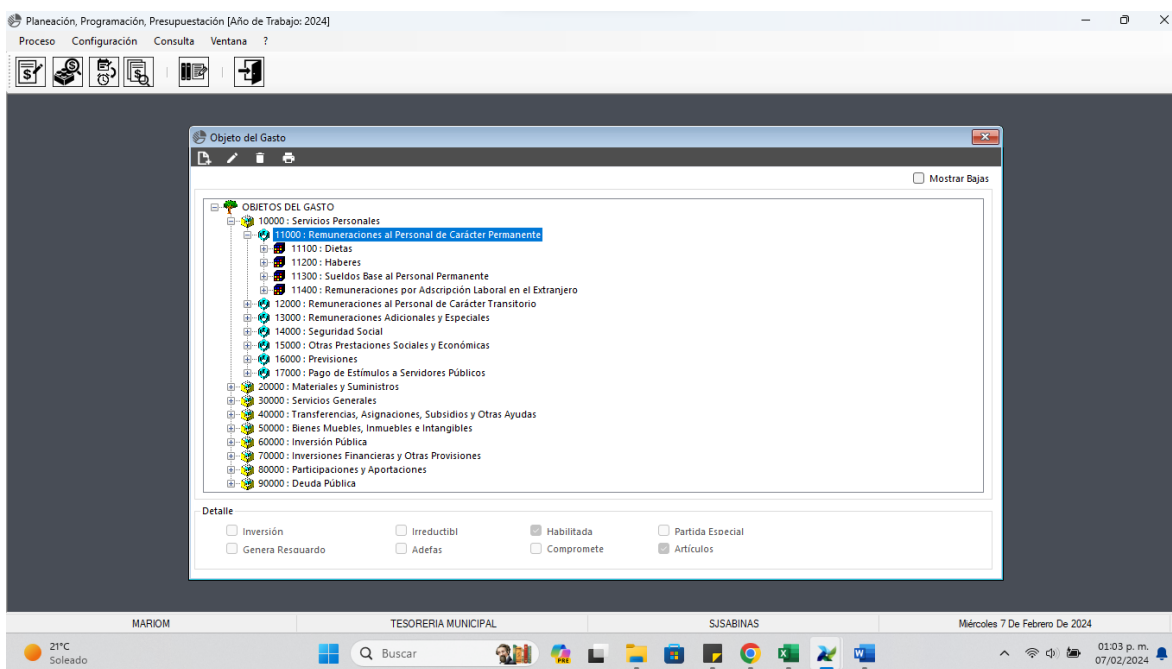 Planeación, Programación, Presupuestación [Año de Trabajo: 2024]
Proceso Configuración Consulta Ventana ?
Objeto del Gasto
Mostrar Bajas
OBJETOS DEL GASTO
10000 : Servicios Personales
11000 : Remuneraciones al Personal de Carácter Permanente
11100 : Dietas
11200 : Haberes
11300 : Sueldos Base al Personal Permanente
11400 : Remuneraciones por Adscripción Laboral en el Extranjero
12000 : Remuneraciones al Personal de Carácter Transitorio
13000 : Remuneraciones Adicionales y Especiales
14000 : Seguridad Social
15000 : Otras Prestaciones Sociales y Económicas
16000 : Previsiones
17000 : Pago de Estímulos a Servidores Públicos
20000 : Materiales y Suministros
30000 : Servicios Generales
40000 : Transferencias, Asignaciones, Subsidios y Otras Ayudas
50000 : Bienes Muebles, Inmuebles e Intangibles
60000 : Inversión Pública
70000 : Inversiones Financieras y Otras Provisiones
80000 : Participaciones y Aportaciones
90000 : Deuda Pública
Detalle
Inversión Irreductibl Habilitada Partida Especial
Genera Resguardo Adefas Compromete Artículos
MARIOM TESORERIA MUNICIPAL SJSABINAS Miércoles 7 De Febrero De 2024
21°C
Soleado
Buscar
PRE
01:03 p. m.
07/02/2024